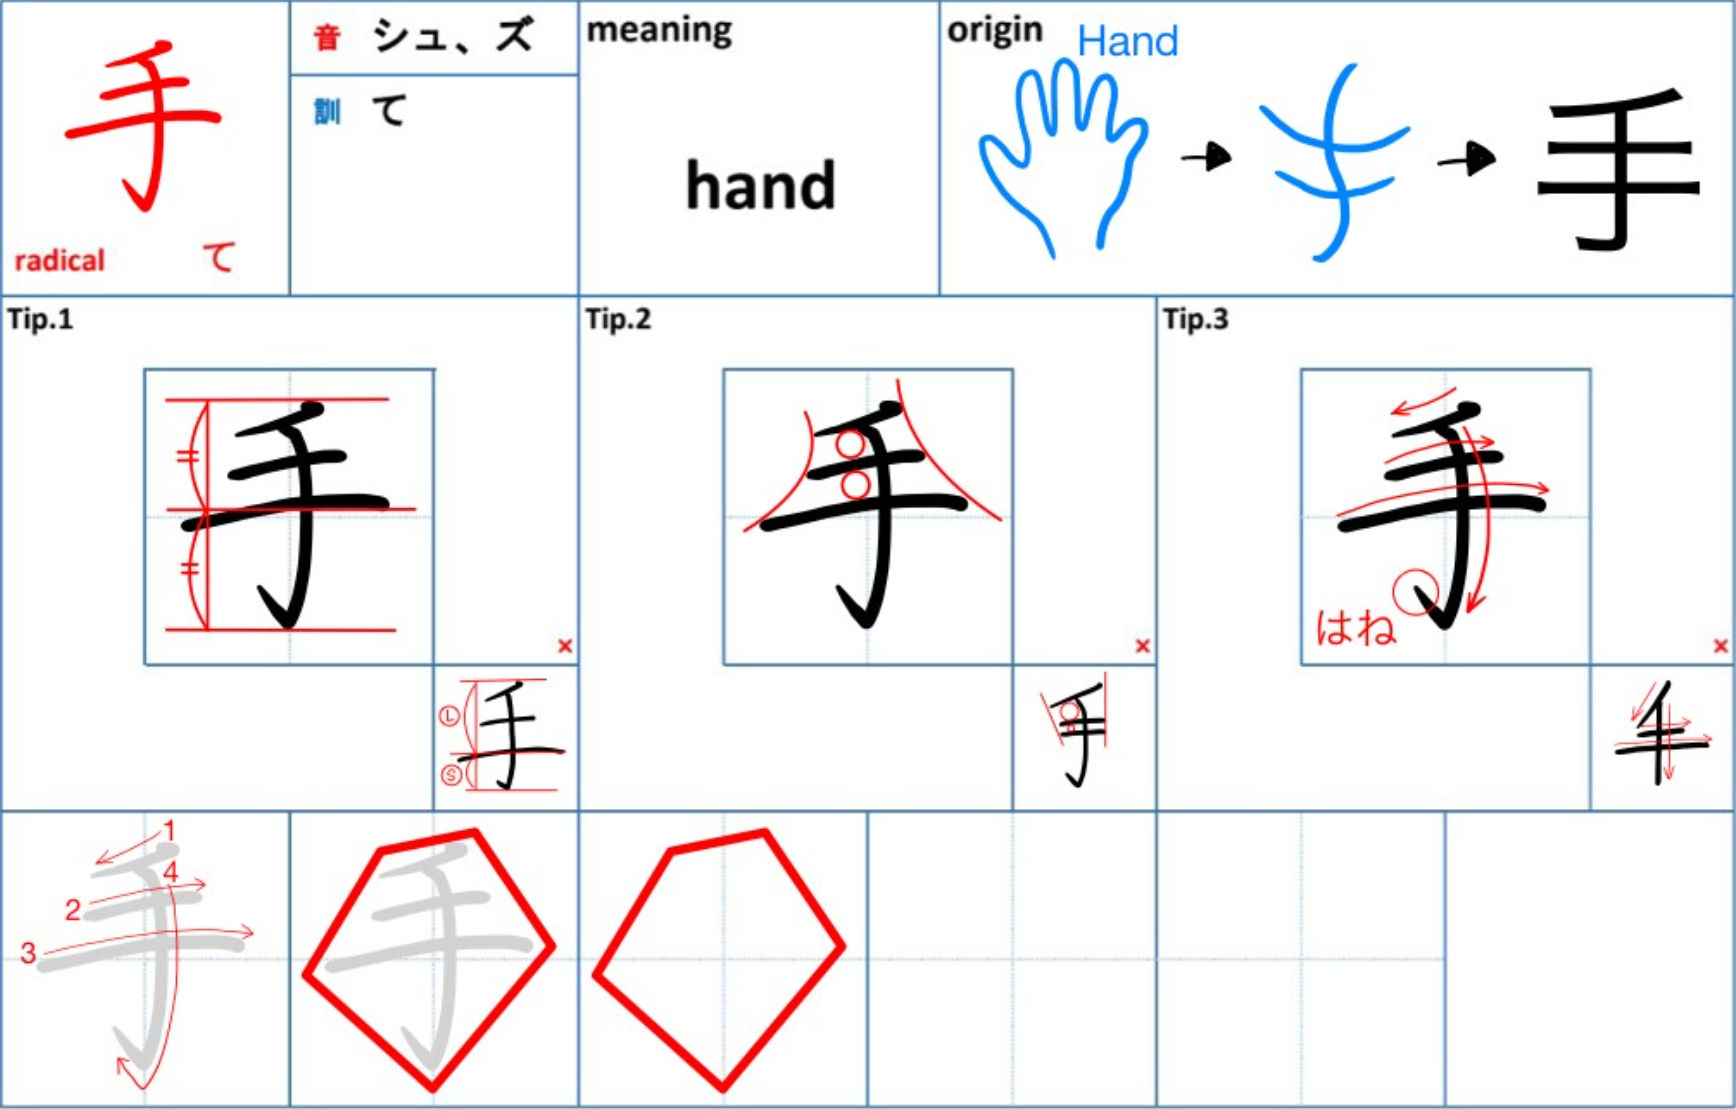 手
radical て
音 シュ、ズ
訓 て
meaning
hand
origin
Hand
手
Tip.1
手
×
L
S
手
Tip.2
手
×
手
Tip.3
手
はね
×
手
1
2
3
4
手
手